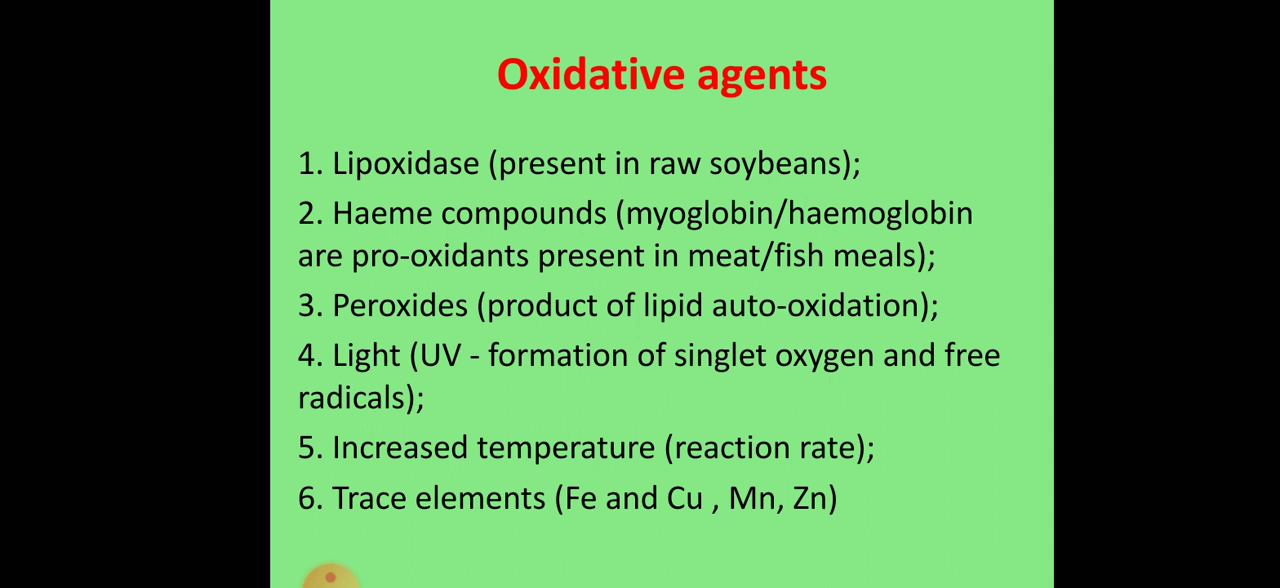 Oxidative agents
1. Lipoxidase (present in raw soybeans);
2. Haeme compounds (myoglobin/haemoglobin
are pro-oxidants present in meat/fish meals);
3. Peroxides (product of lipid auto-oxidation);
4. Light (UV - formation of singlet oxygen and free
radicals);
5. Increased temperature (reaction rate);
6. Trace elements (Fe and Cu , Mn, Zn)